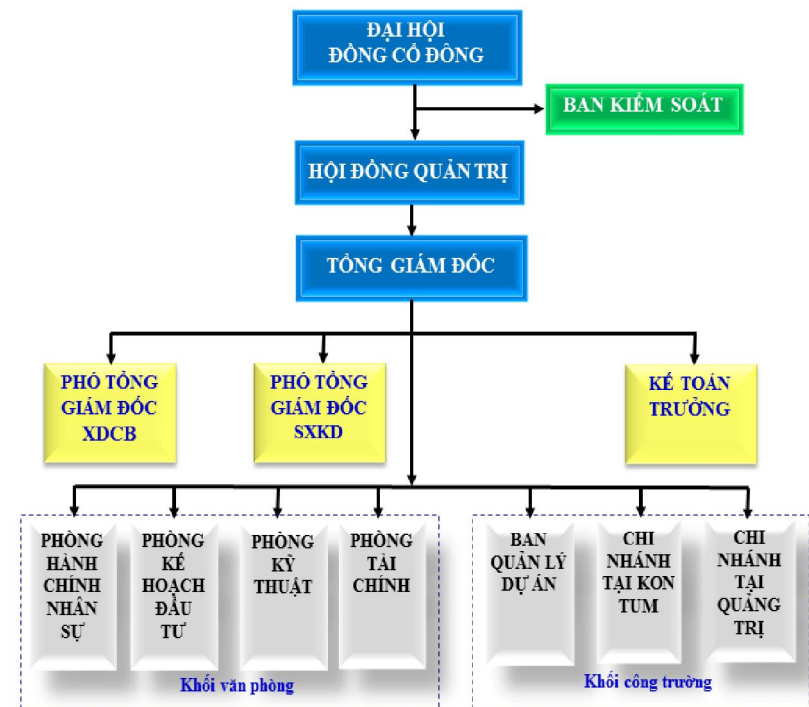 ĐẠI HỘI
ĐỒNG CỔ ĐÔNG
BAN KIỂM SOÁT
HỘI ĐỒNG QUẢN TRỊ
TỔNG GIÁM ĐỐC
PHÓ TỔNG
GIÁM ĐỐC
XDCB
PHÓ TỔNG
GIÁM ĐỐC
SXKD
KẾ TOÁN
TRƯỞNG
PHÒNG
HÀNH
CHÍNH
NHÂN
SỰ
PHÒNG
KẾ
HOẠCH
ĐẦU
TƯ
PHÒNG
KỸ
THUẬT
PHÒNG
TÀI
CHÍNH
BAN
QUẢN LÝ
DỰ ÁN
CHI
NHÁNH
TẠI KON
TUM
CHI
NHÁNH
TẠI
QUẢNG
TRỊ
Khối văn phòng
Khối công trường